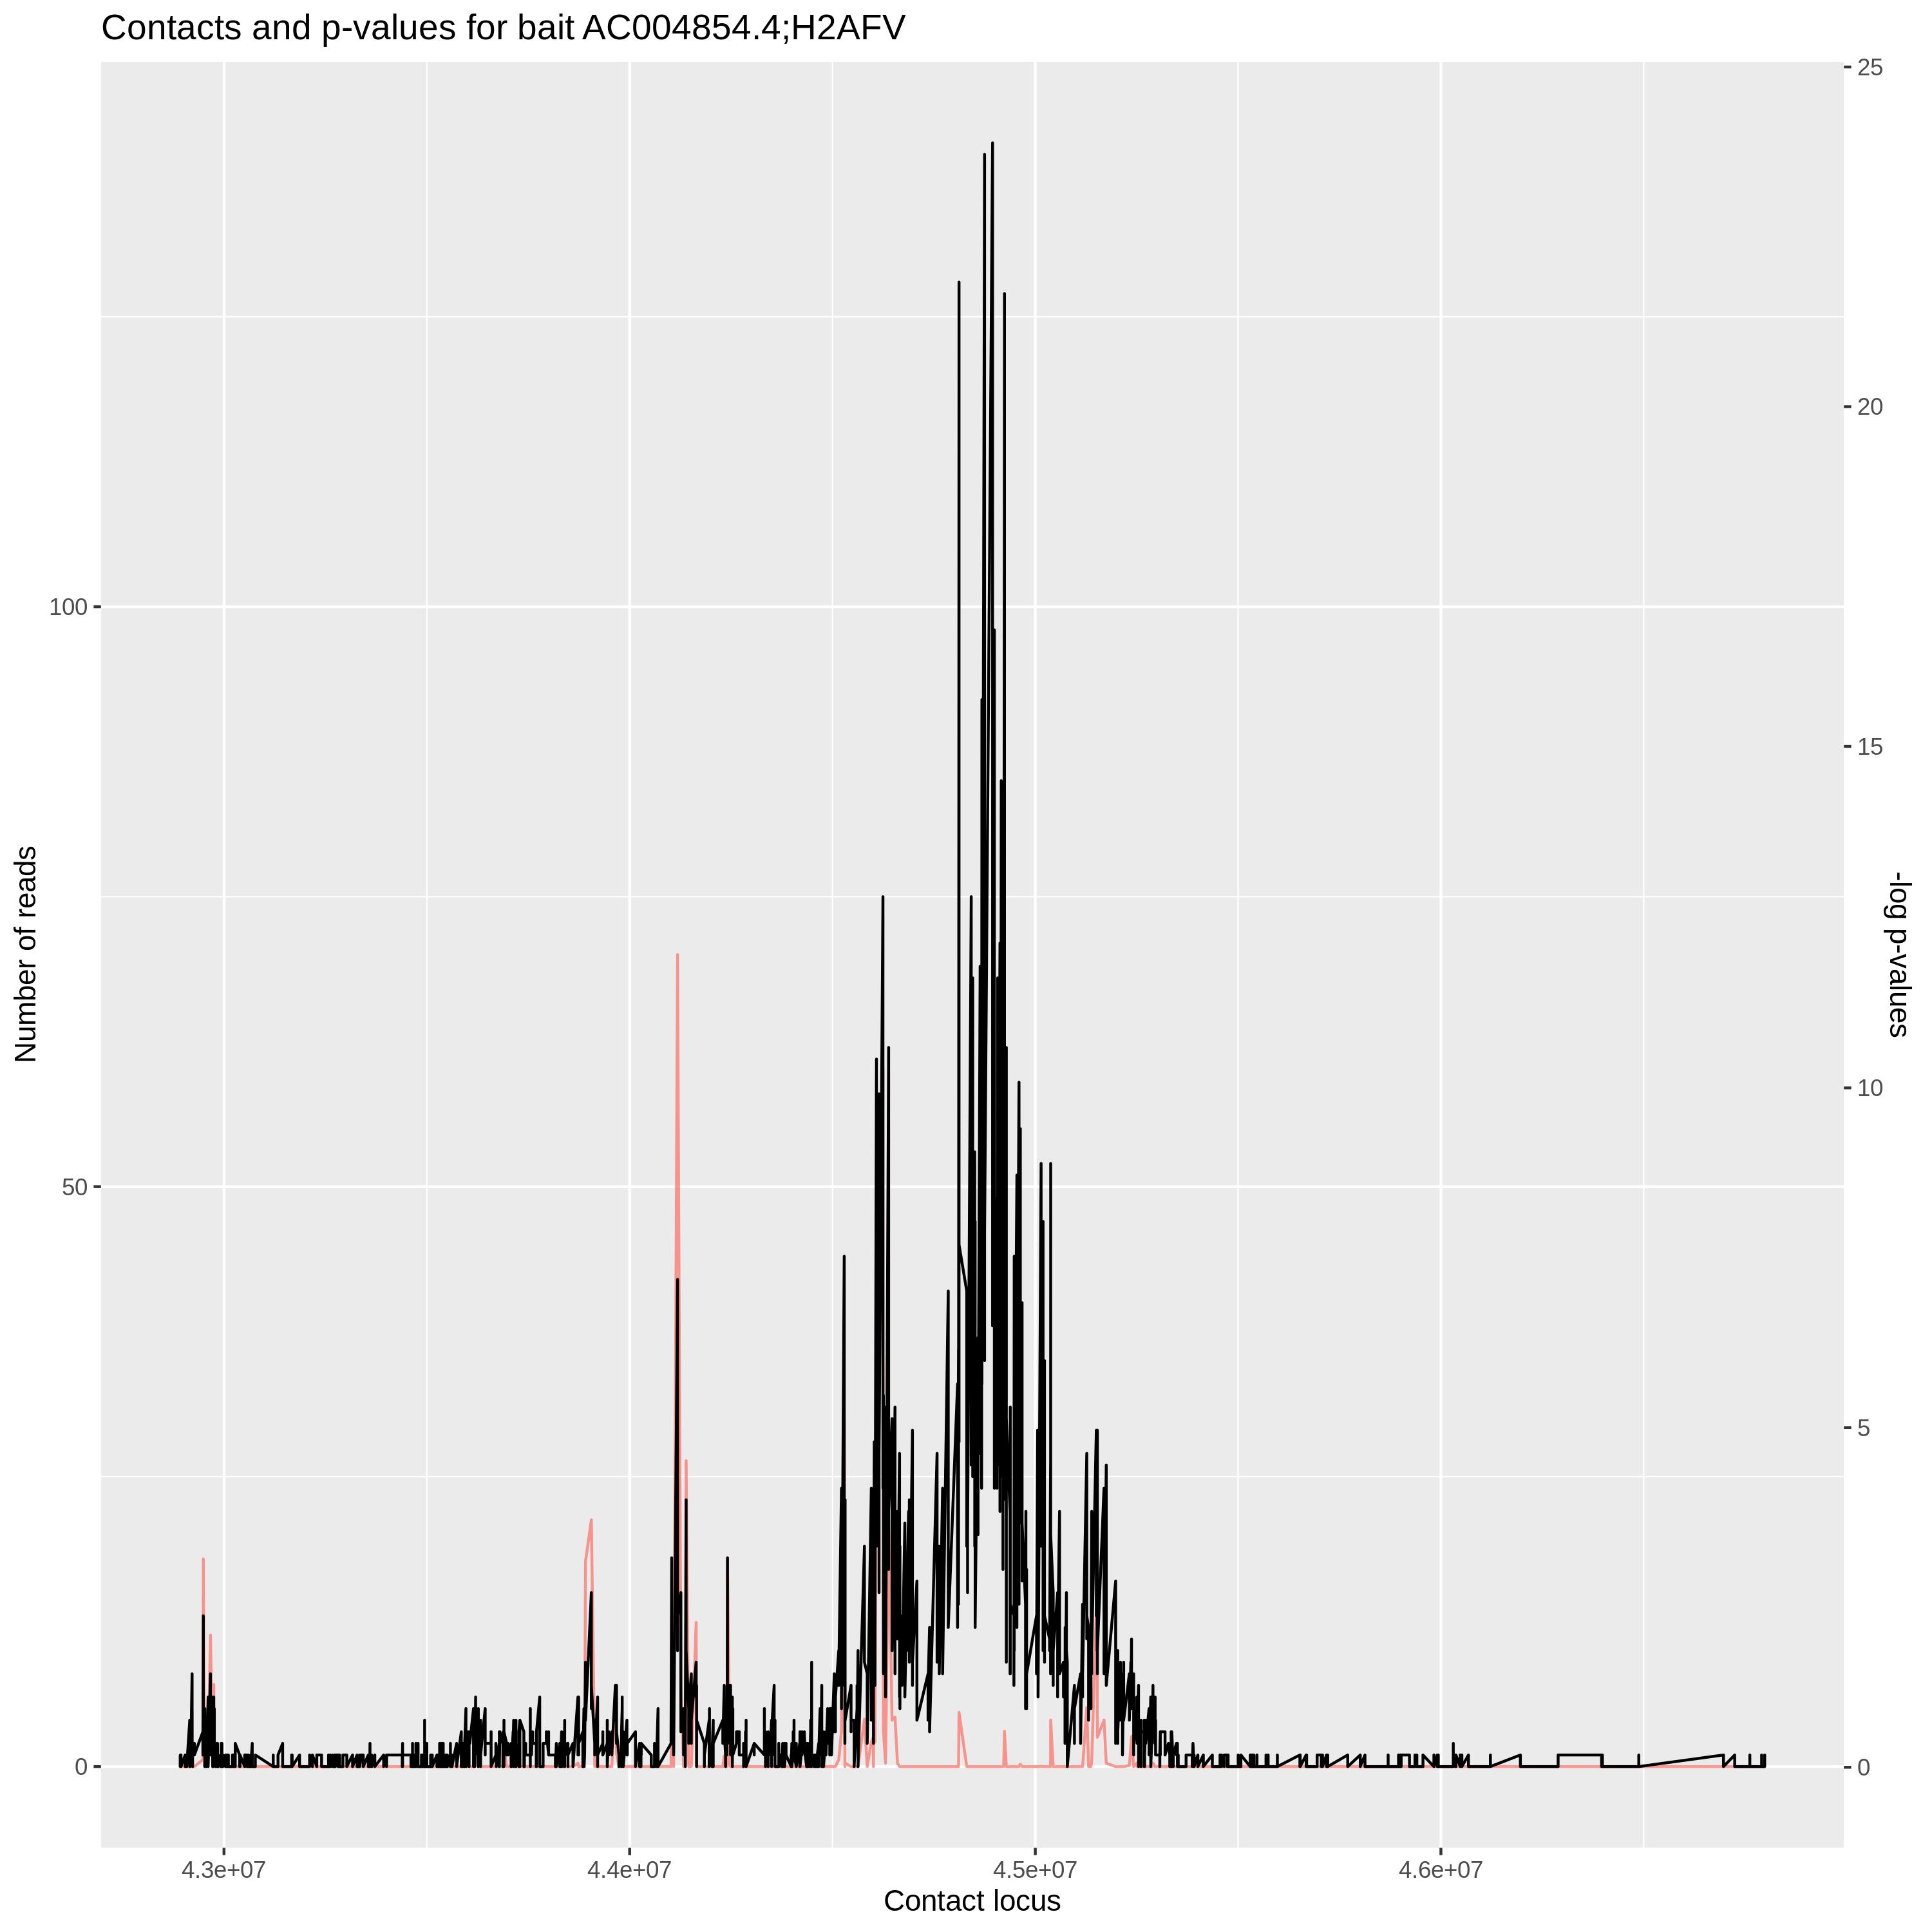 Contacts and p-values for bait AC004854.4;H2AFV
Number of reads
100
50
0
25
20
15
10
5
0
-log p-values
4.3e+07
4.4e+07
4.5e+07
4.6e+07
Contact locus